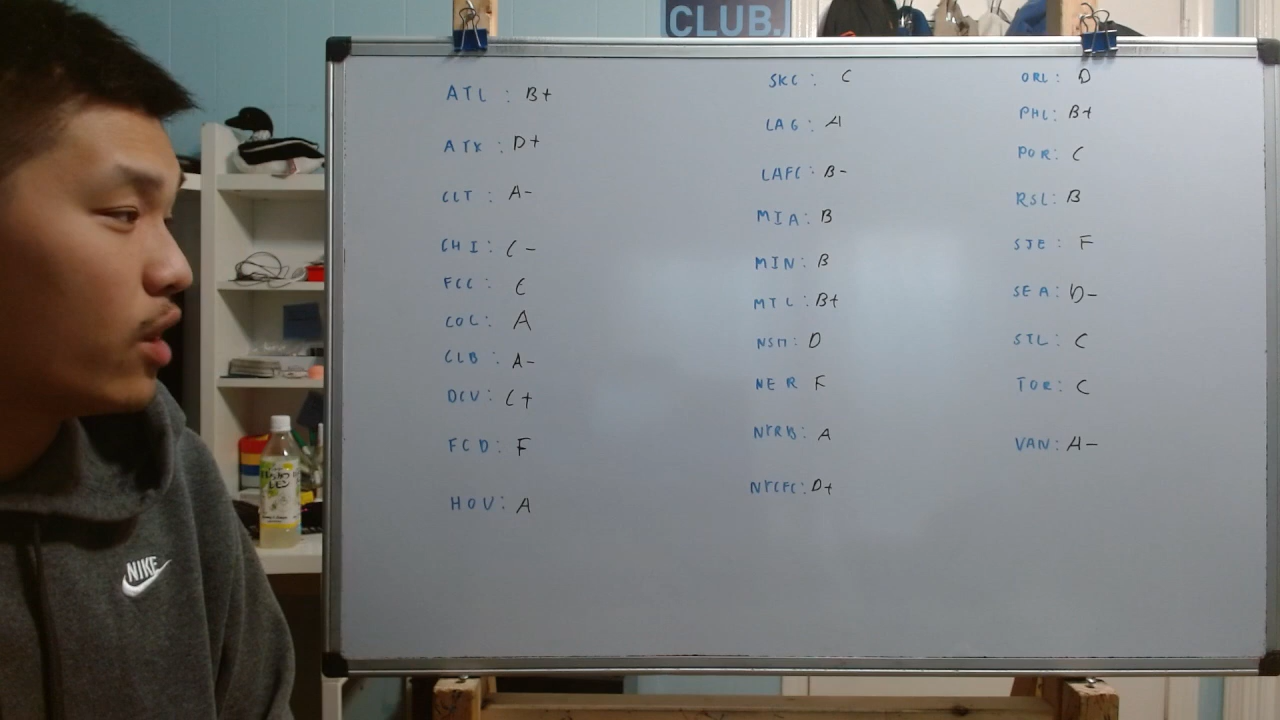 CLUB.
ATL : B+
ATX : D+
CLT : A-
CHI : C-
FCC : C
COL : A
CLB : A-
DCU : C+
FCD : F
HOU : A
SKC : C
LAG : A
LAFC : B-
MIA : B
MIN : B
MTL : B+
NSH : D
NER F
NYRB : A
NYCFC : D+
ORL : D
PHL : B+
POR : C
RSL : B
SJE : F
SEA : D-
STL : C
TOR : C
VAN : A-
NIKE